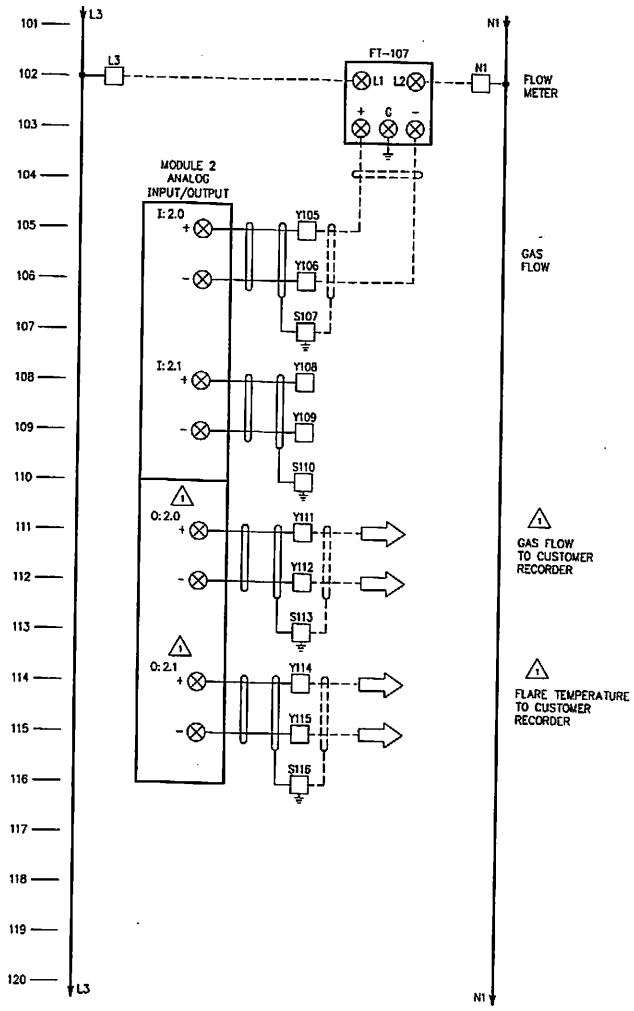 L3
N1
101
FT-107
102
L3
L1
L2
N1
FLOW
METER
+
G
-
103
104
MODULE 2
ANALOG
INPUT/OUTPUT
105
I: 2.0
+
Y105
GAS
FLOW
106
-
Y106
107
S107
108
I: 2.1
+
Y108
109
-
Y109
110
S110
1
111
O: 2.0
+
Y111
1
GAS FLOW
TO CUSTOMER
RECORDER
112
-
Y112
113
S113
1
114
O: 2.1
+
Y114
1
FLARE TEMPERATURE
TO CUSTOMER
RECORDER
115
-
Y115
116
S116
117
118
119
120
L3
N1